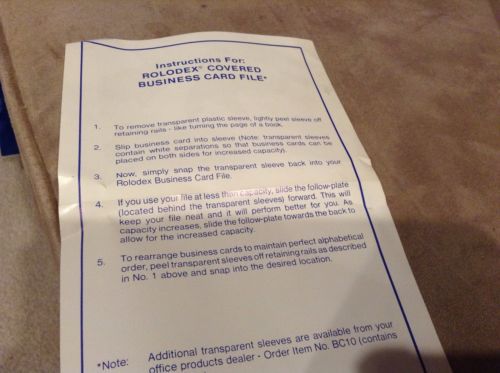 Instructions For:
ROLODEX® COVERED
BUSINESS CARD FILE*
1. To remove transparent plastic sleeve, lightly peel sleeve off
retaining rails - like turning the page of a book.
2. Slip business card into sleeve (Note: transparent sleeves
contain white separations so that business cards can be
placed on both sides for increased capacity).
3. Now, simply snap the transparent sleeve back into your
Rolodex Business Card File.
4. If you use your file at less than capacity, slide the follow-plate
(located behind the transparent sleeves) forward. This will
keep your file neat and it will perform better for you. As
capacity increases, slide the follow-plate towards the back to
allow for the increased capacity.
5. To rearrange business cards to maintain perfect alphabetical
order, peel transparent sleeves off retaining rails as described
in No. 1 above and snap into the desired location.
*Note: Additional transparent sleeves are available from your
office products dealer - Order Item No. BC10 (contains